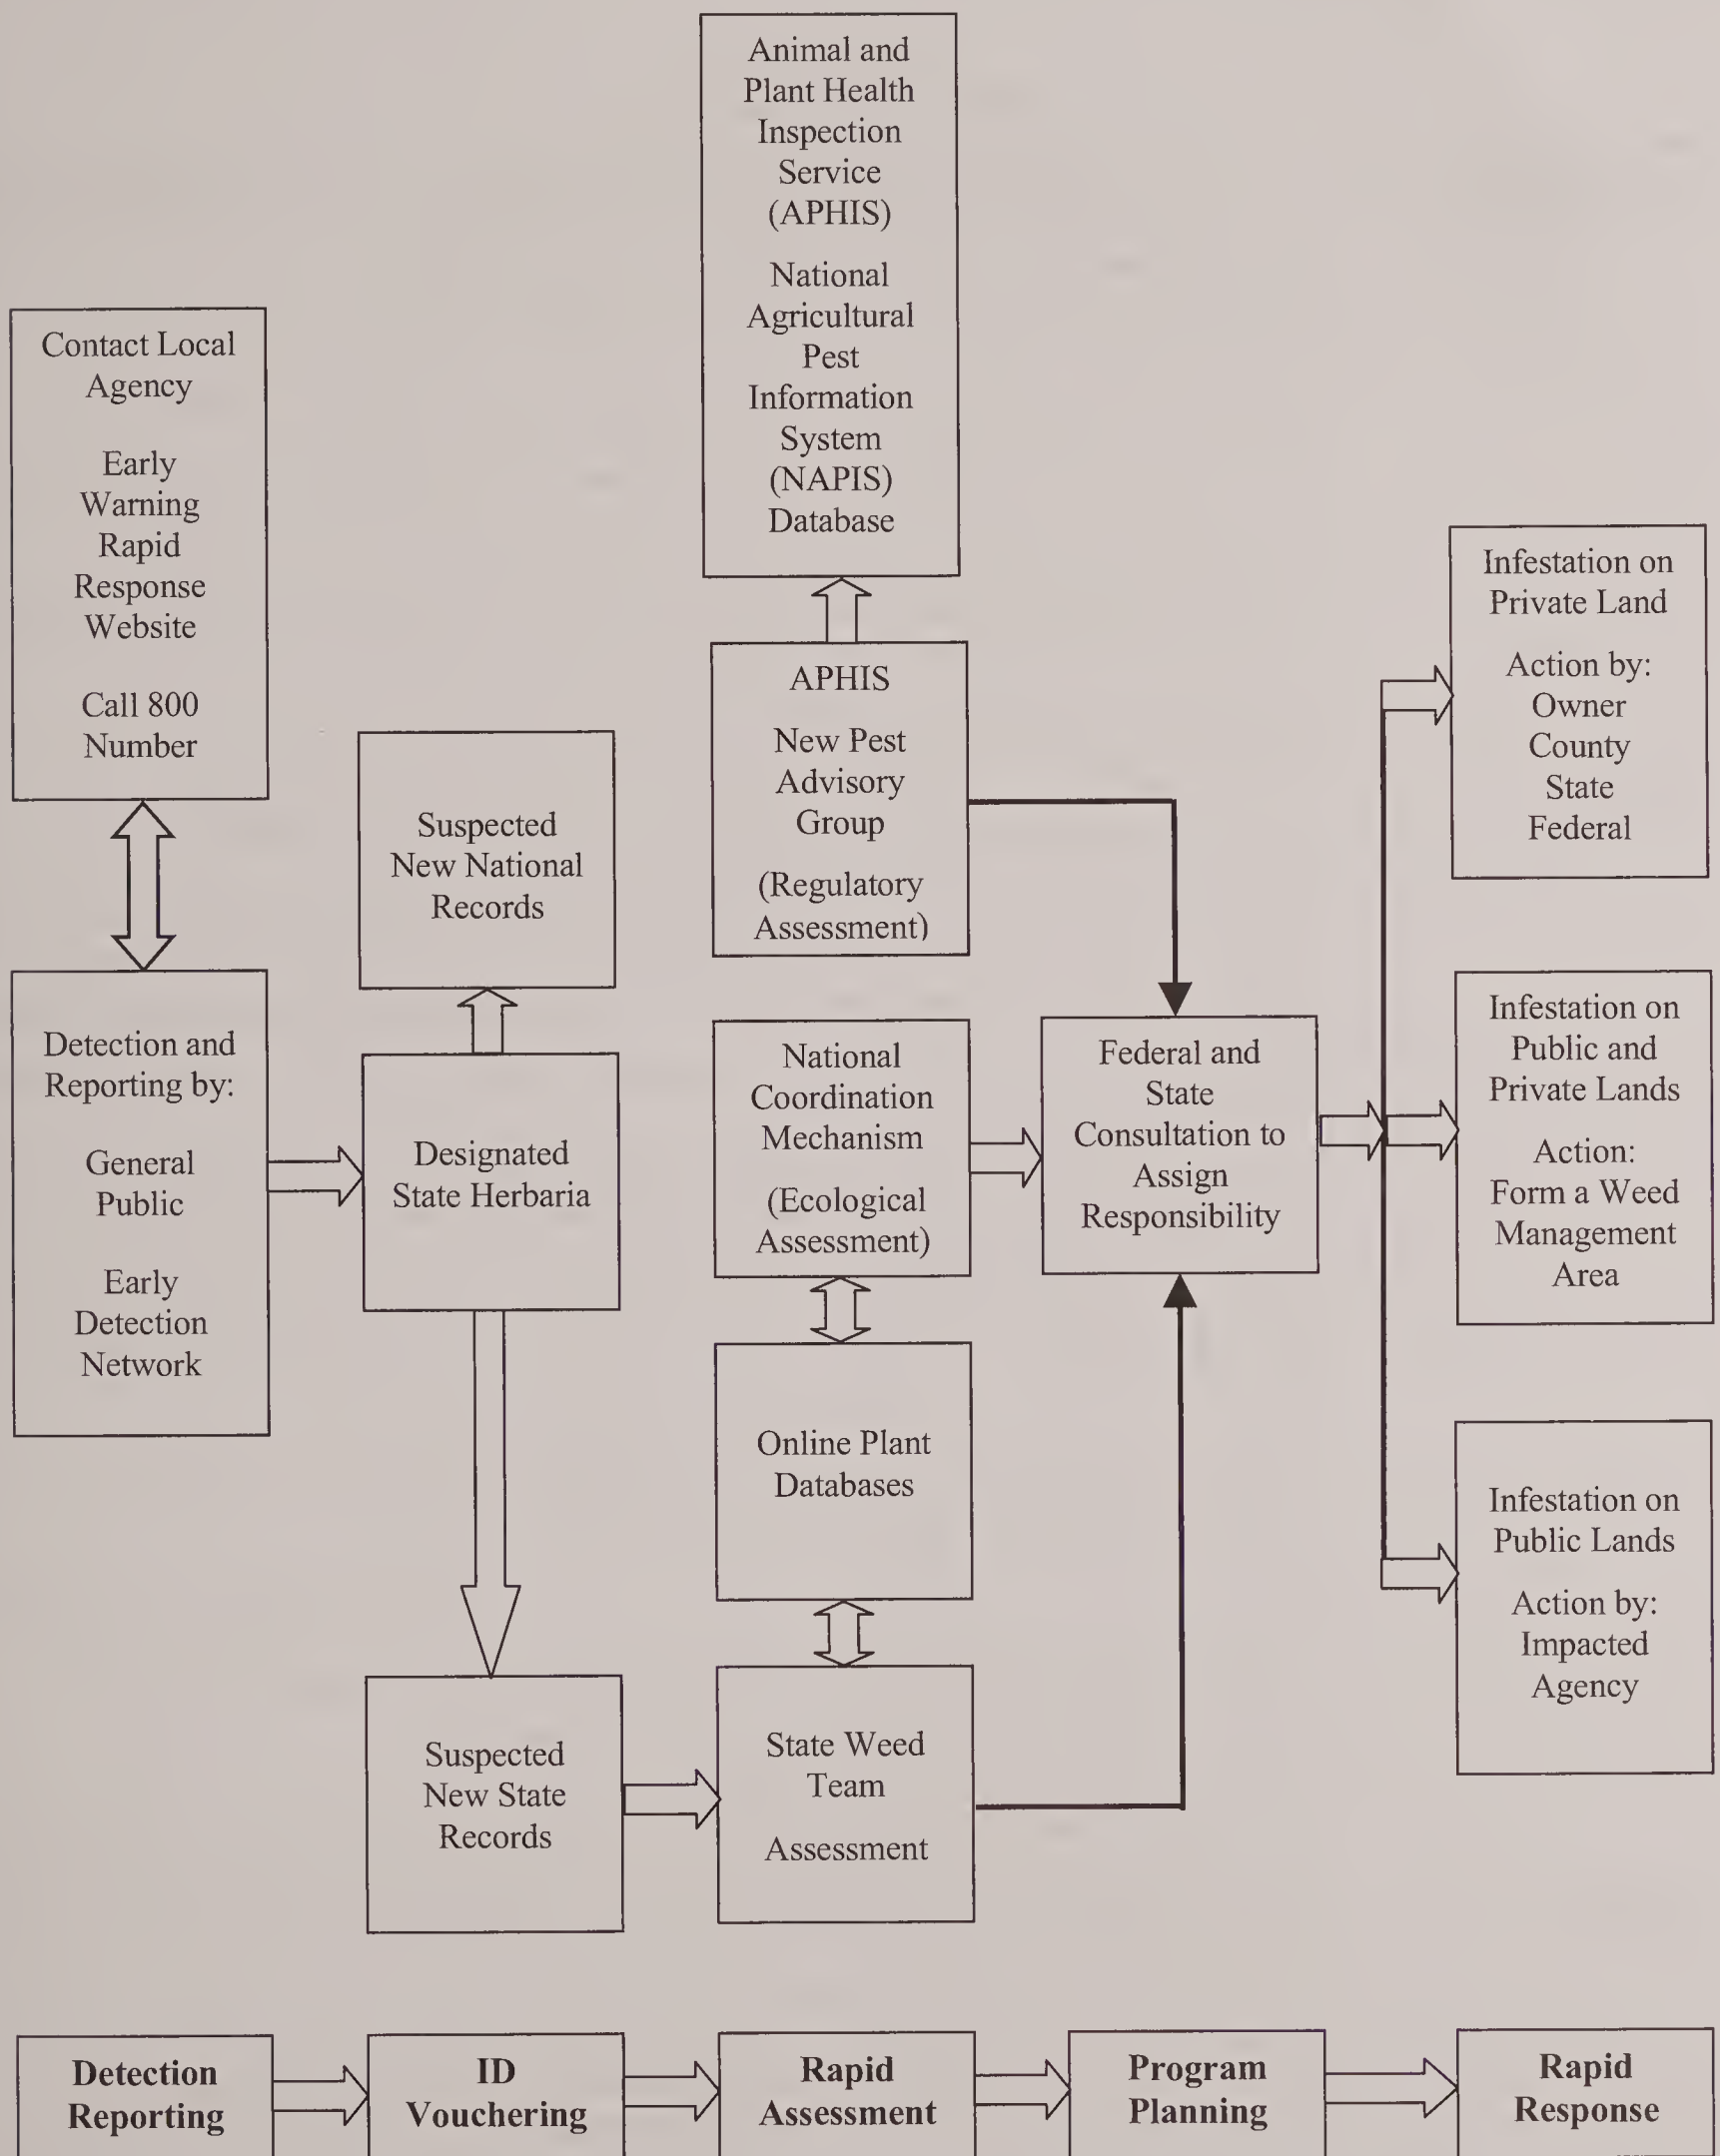 Animal and
Plant Health
Inspection
Service
(APHIS)
National
Agricultural
Pest
Information
System
(NAPIS)
Database
Contact Local
Agency
Early
Warning
Rapid
Response
Website
Call 800
Number
Detection and
Reporting by:
General
Public
Early
Detection
Network
Suspected
New National
Records
Designated
State Herbaria
Suspected
New State
Records
APHIS
New Pest
Advisory
Group
(Regulatory
Assessment)
National
Coordination
Mechanism
(Ecological
Assessment)
Online Plant
Databases
State Weed
Team
Assessment
Federal and
State
Consultation to
Assign
Responsibility
Infestation on
Private Land
Action by:
Owner
County
State
Federal
Infestation on
Public and
Private Lands
Action:
Form a Weed
Management
Area
Infestation on
Public Lands
Action by:
Impacted
Agency
Detection
Reporting
ID
Vouchering
Rapid
Assessment
Program
Planning
Rapid
Response